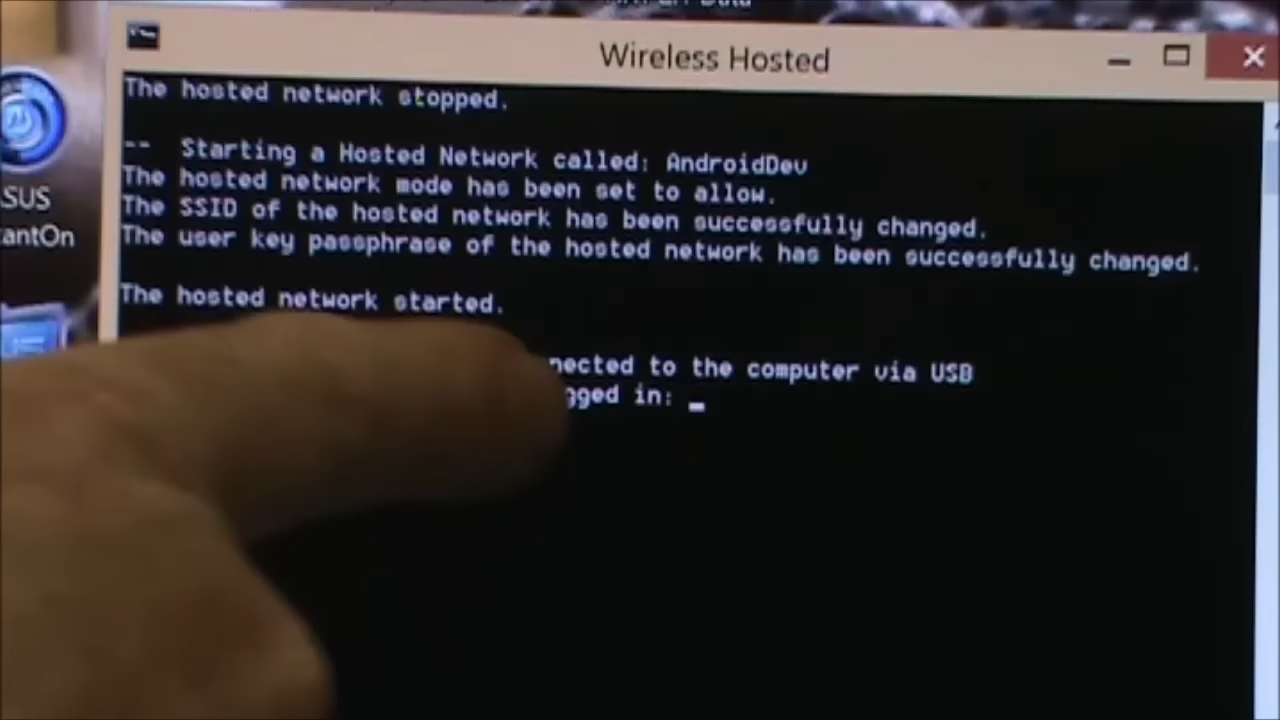 Wireless Hosted
The hosted network stopped.
-- Starting a Hosted Network called: AndroidDev
The hosted network mode has been set to allow.
The SSID of the hosted network has been successfully changed.
The user key passphrase of the hosted network has been successfully changed.
The hosted network started.
nected to the computer via USB
gged in: _
SUS
tantOn